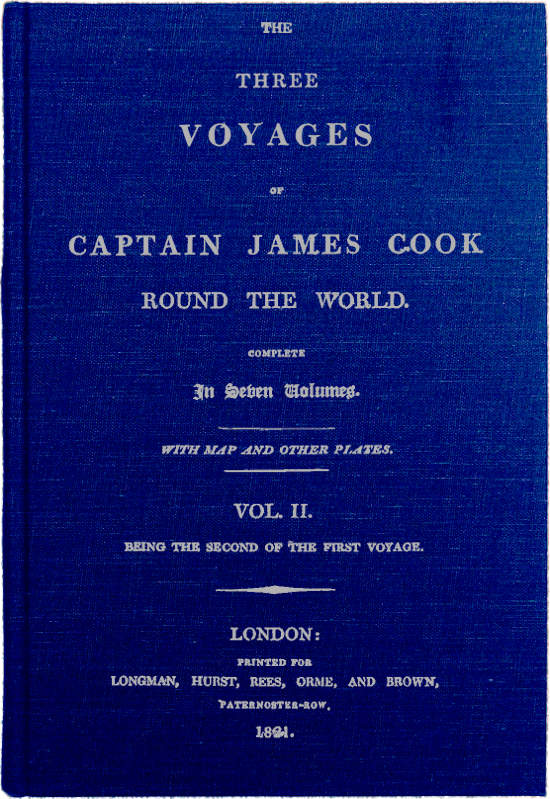 THE
THREE
VOYAGES
OF
CAPTAIN JAMES COOK
ROUND THE WORLD.
COMPLETE
In Seven Volumes.
WITH MAP AND OTHER PLATES.
VOL. II.
BEING THE SECOND OF THE FIRST VOYAGE.
LONDON:
PRINTED FOR
LONGMAN, HURST, REES, ORME, AND BROWN,
PATERNOSTER-ROW.
1821.